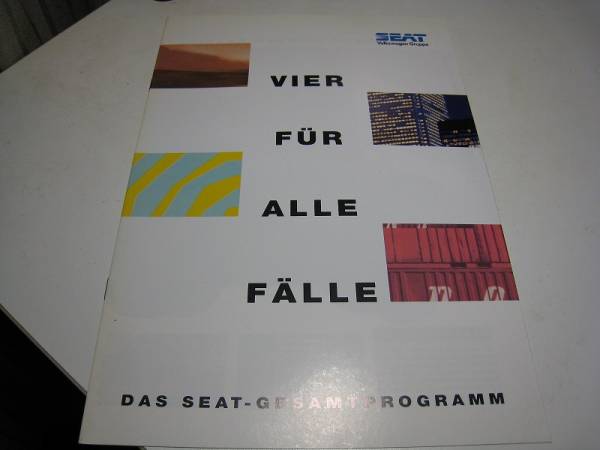 SEAT
Volkswagen Gruppe
VIER
FÜR
ALLE
FÄLLE
DAS SEAT-GESAMTPROGRAMM